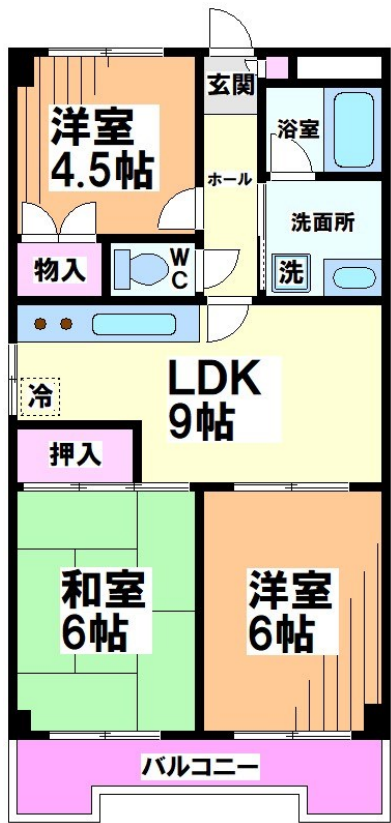 玄関
洋室
4.5帖
浴室
ホール
洗面所
物入
WC
洗
LDK
9帖
冷
押入
和室
6帖
洋室
6帖
バルコニー